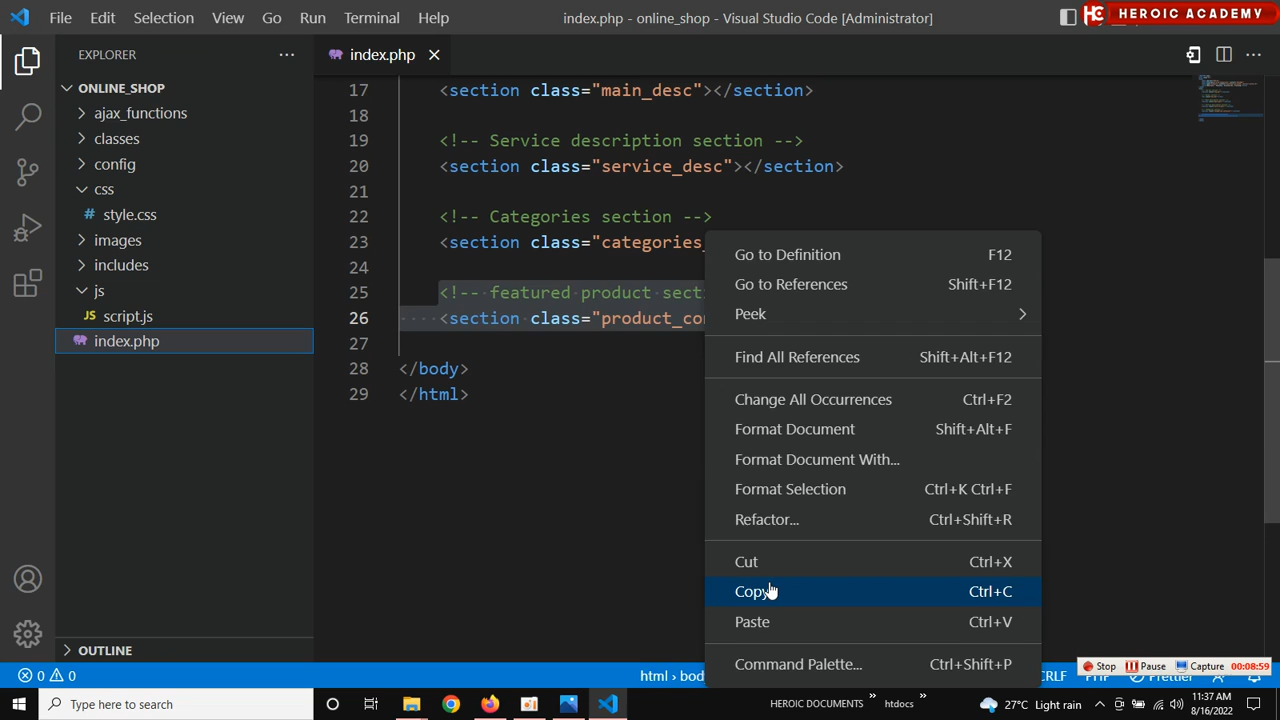 File Edit Selection View Go Run Terminal Help index.php - online_shop - Visual Studio Code [Administrator]
HC HEROIC ACADEMY
EXPLORER
index.php
ONLINE_SHOP
ajax_functions
classes
config
css
# style.css
images
includes
js
JS script.js
index.php
OUTLINE
17 <section class="main_desc"></section>
18
19 <!-- Service description section -->
20 <section class="service_desc"></section>
21
22 <!-- Categories section -->
23 <section class="categories_
24
25 <!-- featured product secti
26 <section class="product_con
27
28 </body>
29 </html>
Go to Definition F12
Go to References Shift+F12
Peek
Find All References Shift+Alt+F12
Change All Occurrences Ctrl+F2
Format Document Shift+Alt+F
Format Document With...
Format Selection Ctrl+K Ctrl+F
Refactor... Ctrl+Shift+R
Cut Ctrl+X
Copy Ctrl+C
Paste Ctrl+V
Command Palette... Ctrl+Shift+P
Stop Pause Capture 00:08:59
0 0 html › bod CRLF PHP Prettier
Type here to search
HEROIC DOCUMENTS » htdocs » 27°C Light rain
11:37 AM
8/16/2022